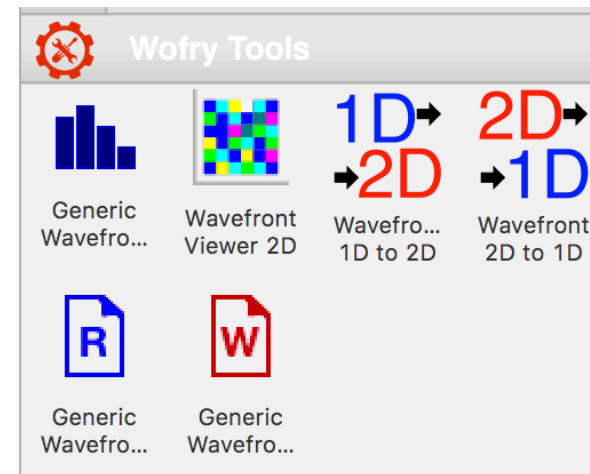 Wofry Tools
1D
2D
2D
1D
Generic
Wavefro...
Wavefront
Viewer 2D
Wavefro...
1D to 2D
Wavefront
2D to 1D
R
W
Generic
Wavefro...
Generic
Wavefro...